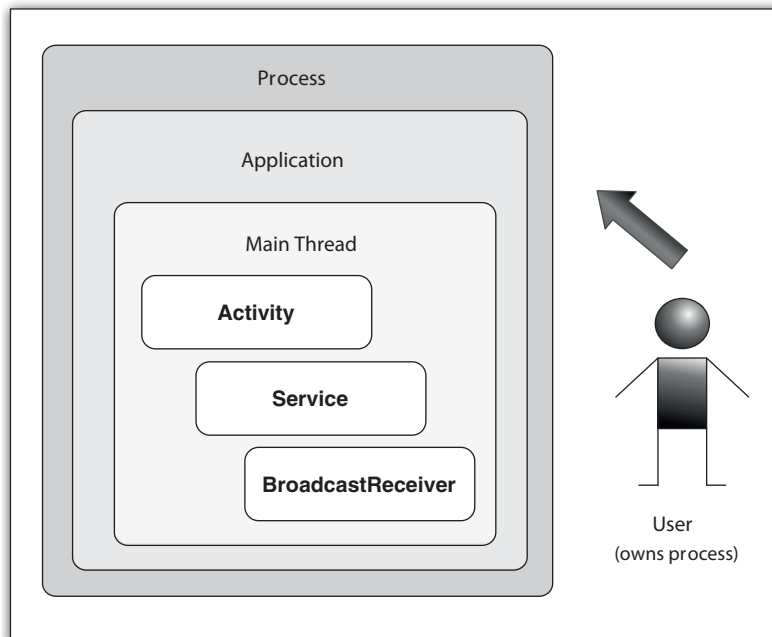 Process
Application
Main Thread
Activity
Service
BroadcastReceiver
User
(owns process)